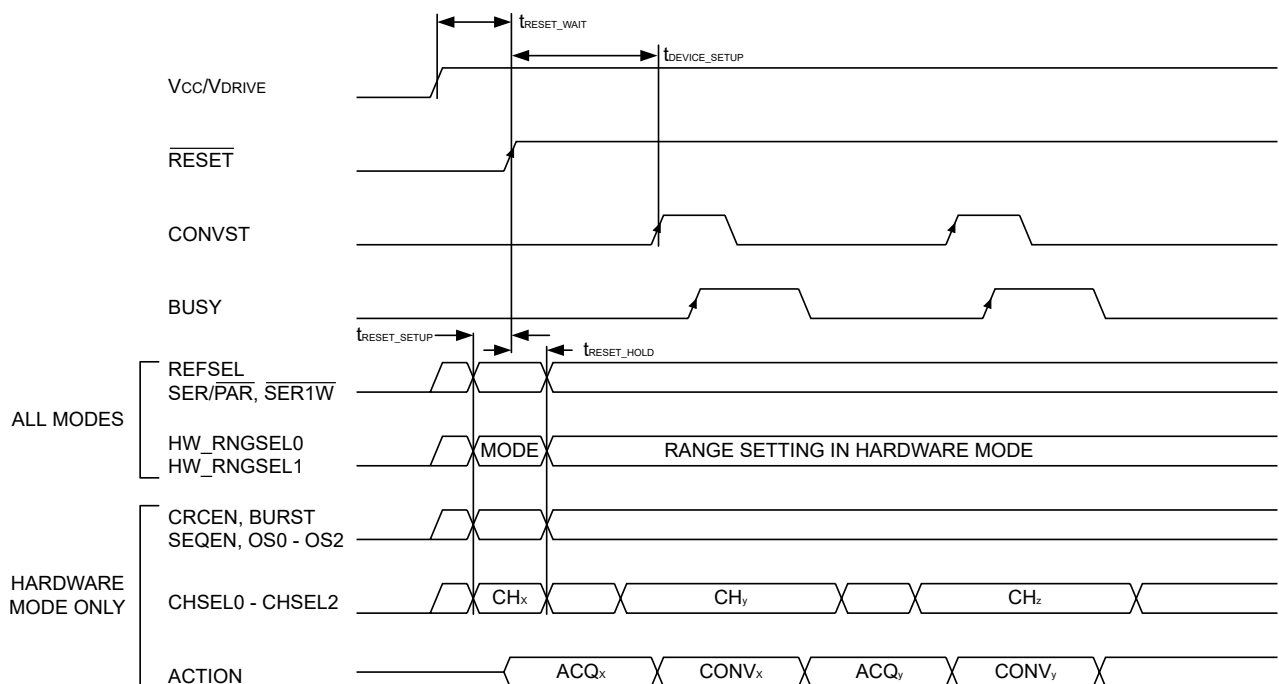 tRESET_WAIT
tDEVICE_SETUP
VCC/VDRIVE
RESET
CONVST
BUSY
tRESET_SETUP
tRESET_HOLD
ALL MODES
REFSEL
SER/PAR, SER1W
HW_RNGSEL0
HW_RNGSEL1
MODE
RANGE SETTING IN HARDWARE MODE
HARDWARE
MODE ONLY
CRCEN, BURST
SEQEN, OS0 - OS2
CHSEL0 - CHSEL2
CHx
CHy
CHz
ACTION
ACQx
CONVx
ACQy
CONVy